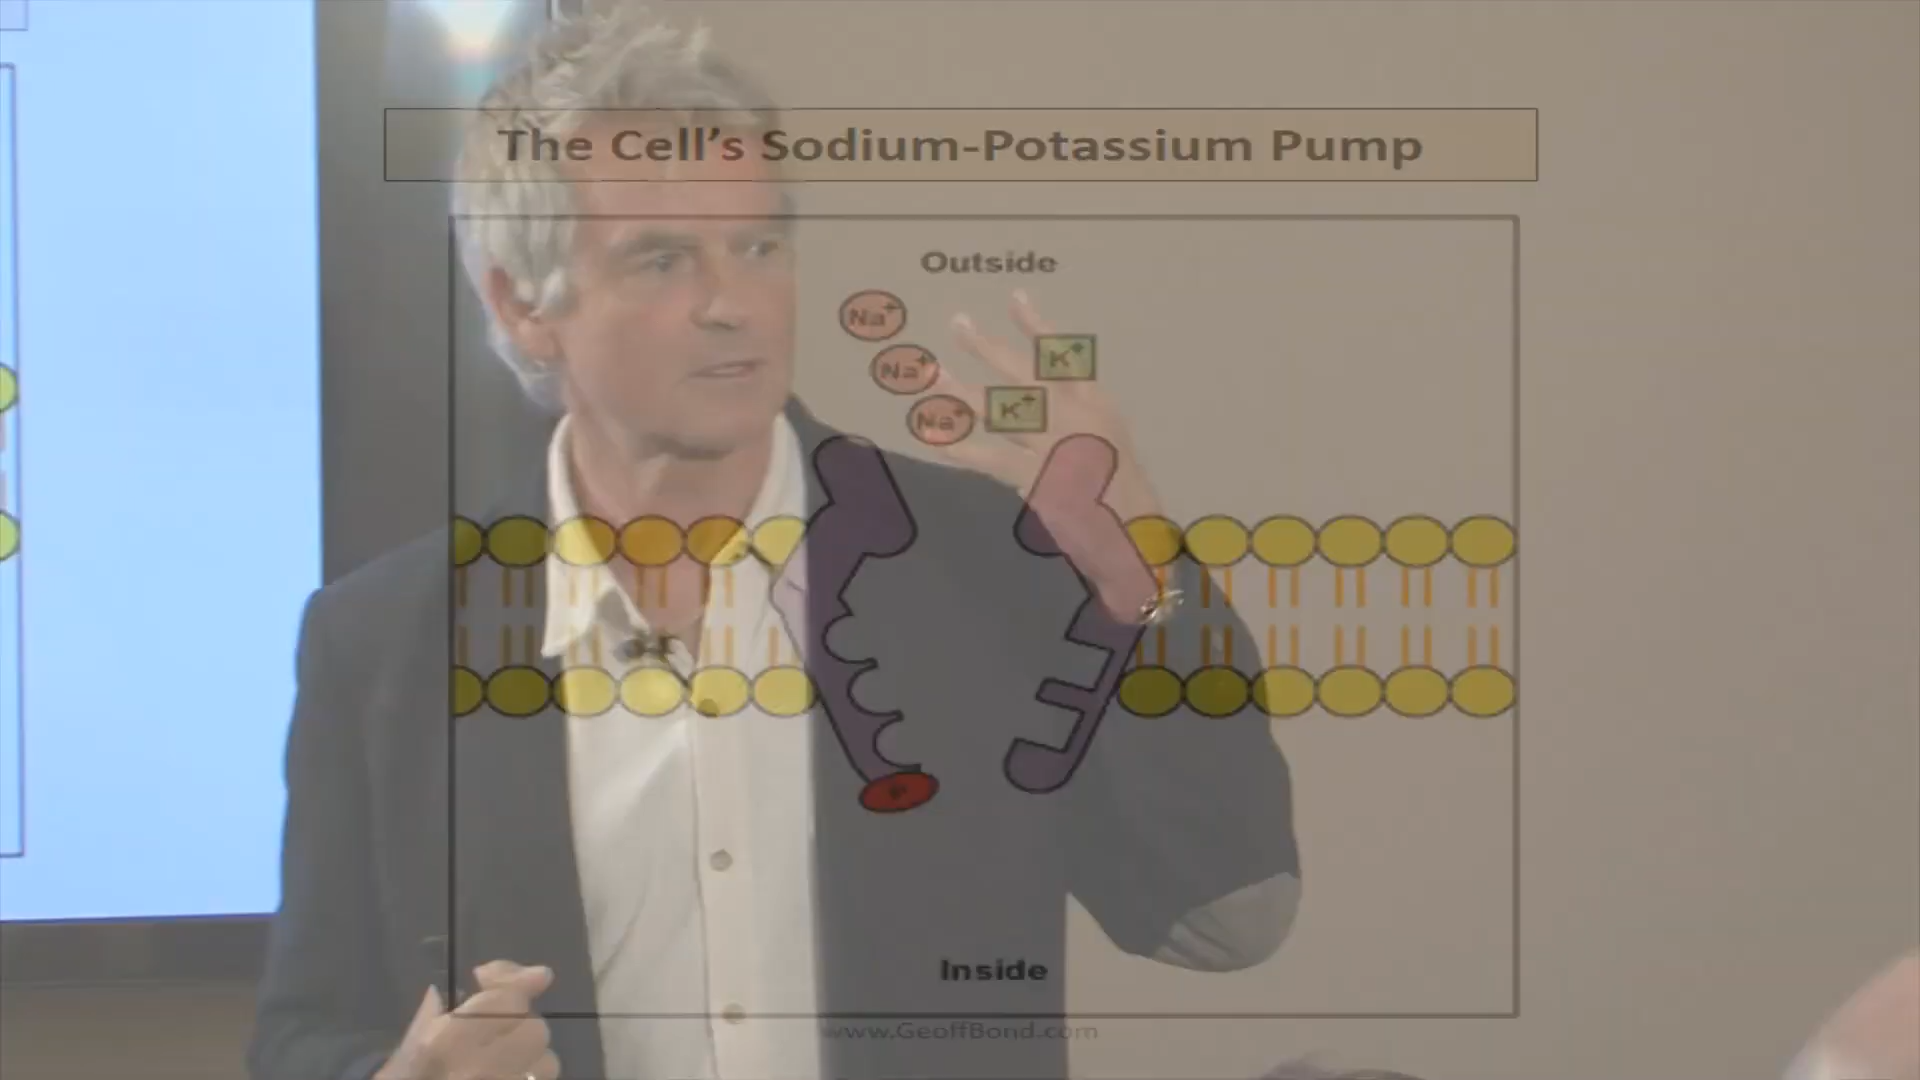 The Cell's Sodium-Potassium Pump
Outside
Na+
Na+
Na+
K+
K+
P
Inside
www.GeoffBond.com